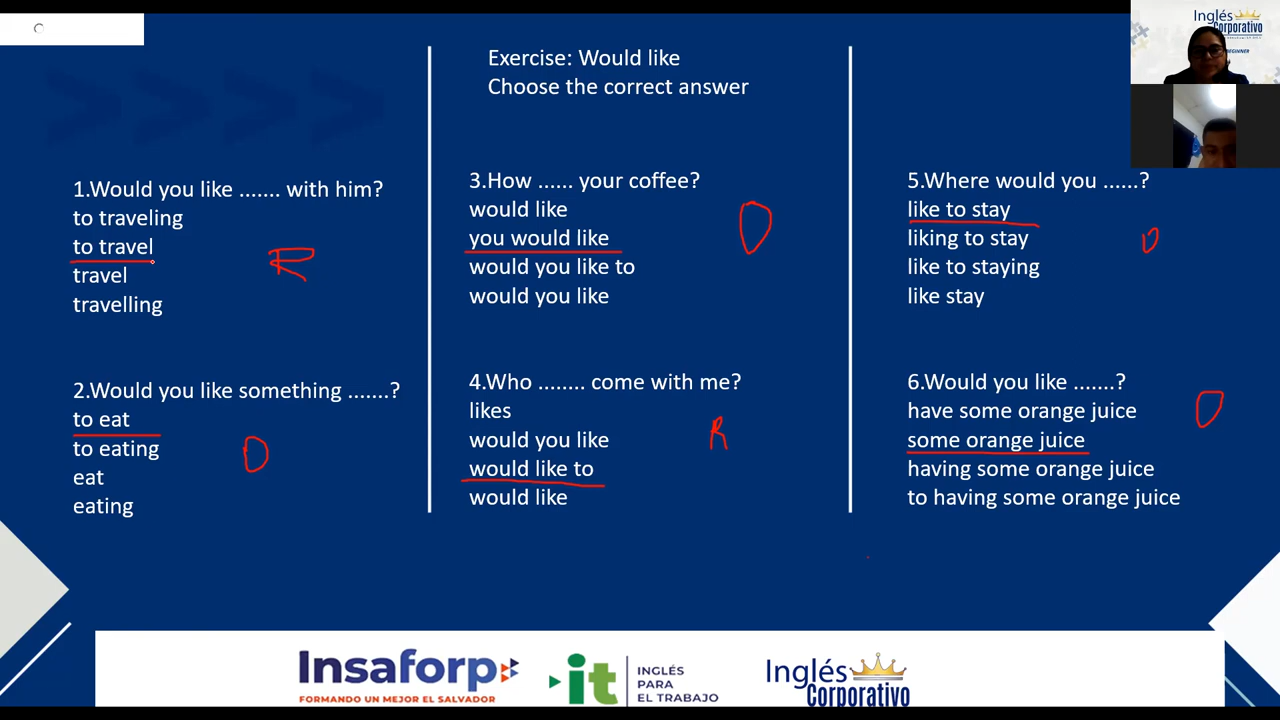 Exercise: Would like
Choose the correct answer
1.Would you like ....... with him?
to traveling
to travel
travel
travelling
R
2.Would you like something .......?
to eat
to eating
eat
eating
D
3.How ...... your coffee?
would like
you would like
would you like to
would you like
D
4.Who ........ come with me?
likes
would you like
would like to
would like
R
5.Where would you ......?
like to stay
liking to stay
like to staying
like stay
D
6.Would you like .......?
have some orange juice
some orange juice
having some orange juice
to having some orange juice
D
Inglés
Corporativo
BEGINNER
Insaforp
FORMANDO UN MEJOR EL SALVADOR
it
INGLÉS
PARA
EL TRABAJO
Inglés
Corporativo